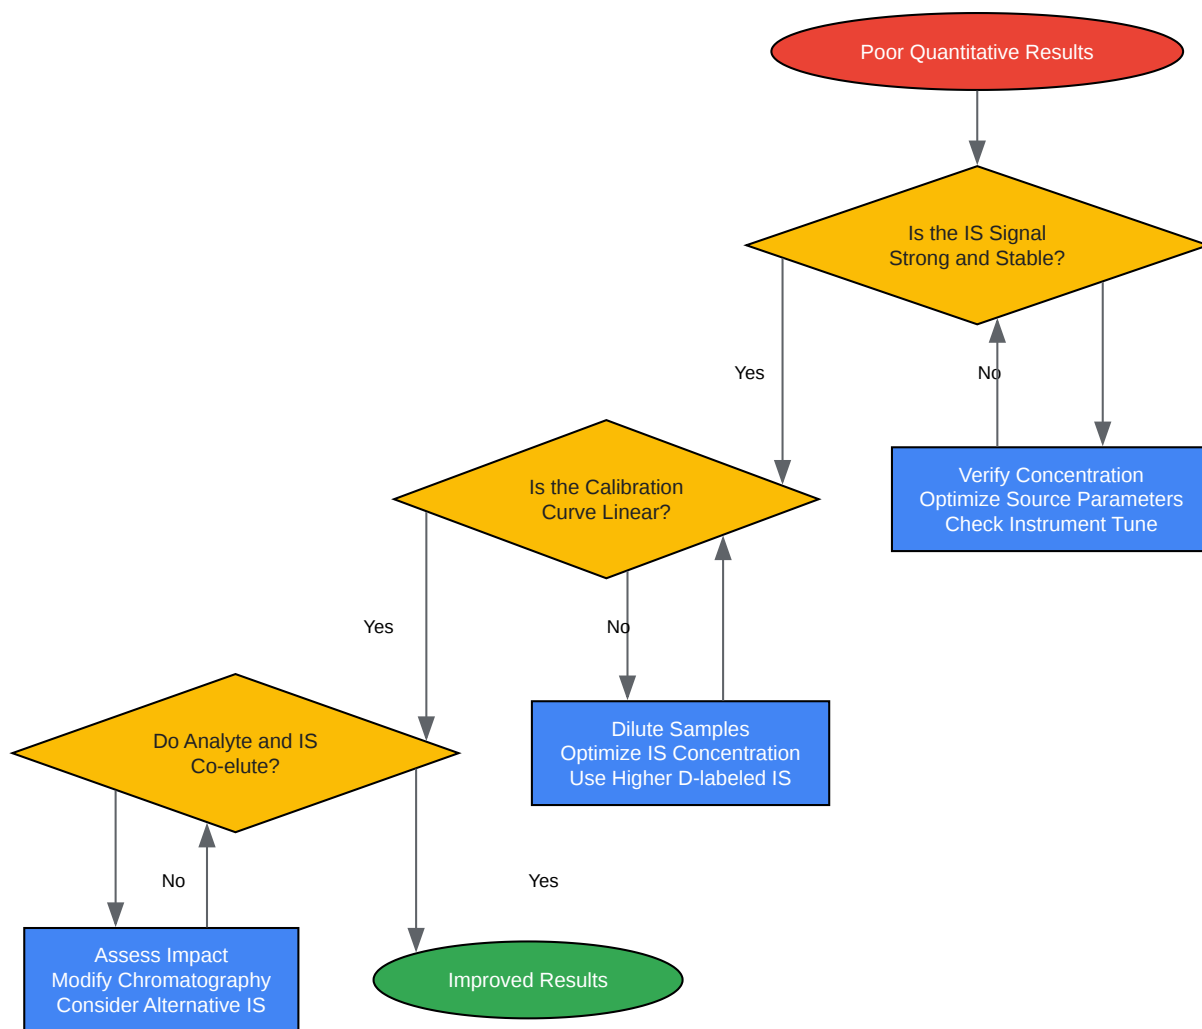 Poor Quantitative Results
Is the IS Signal
Strong and Stable?
Yes
No
Verify Concentration
Optimize Source Parameters
Check Instrument Tune
Is the Calibration
Curve Linear?
Yes
No
Dilute Samples
Optimize IS Concentration
Use Higher D-labeled IS
Do Analyte and IS
Co-elute?
No
Yes
Assess Impact
Modify Chromatography
Consider Alternative IS
Improved Results